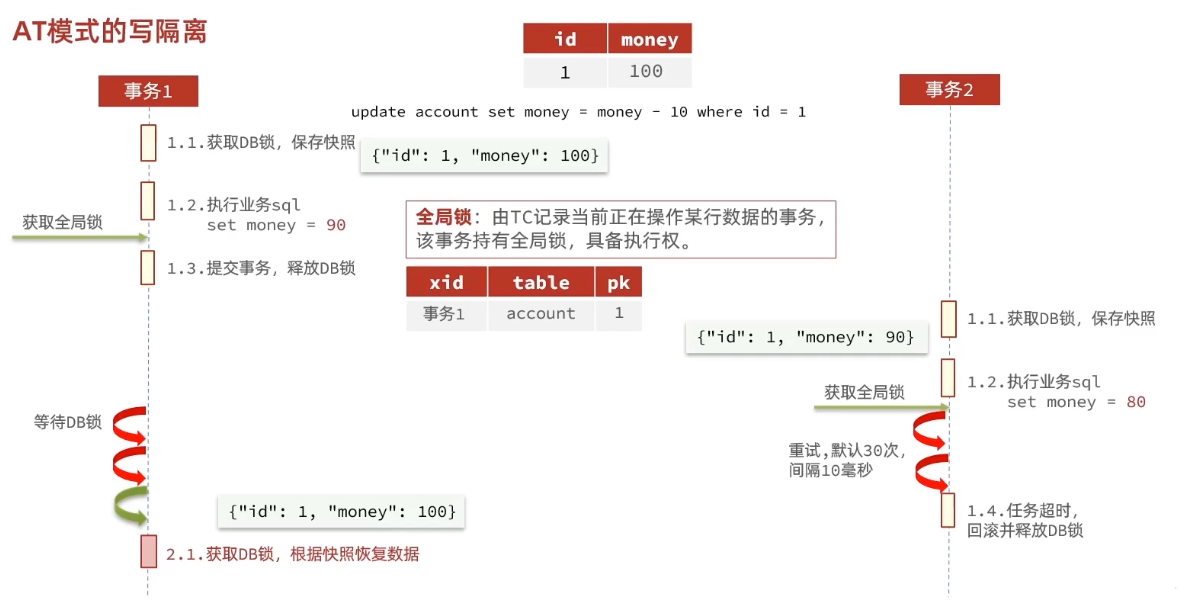 AT模式的写隔离
id money
1 100
事务1
事务2
update account set money = money - 10 where id = 1
1.1.获取DB锁，保存快照
{"id": 1, "money": 100}
1.2.执行业务sql
set money = 90
获取全局锁
1.3.提交事务，释放DB锁
全局锁：由TC记录当前正在操作某行数据的事务，
该事务持有全局锁，具备执行权。
xid table pk
事务1 account 1
1.1.获取DB锁，保存快照
{"id": 1, "money": 90}
1.2.执行业务sql
set money = 80
获取全局锁
等待DB锁
重试,默认30次，
间隔10毫秒
{"id": 1, "money": 100}
1.4.任务超时，
回滚并释放DB锁
2.1.获取DB锁，根据快照恢复数据